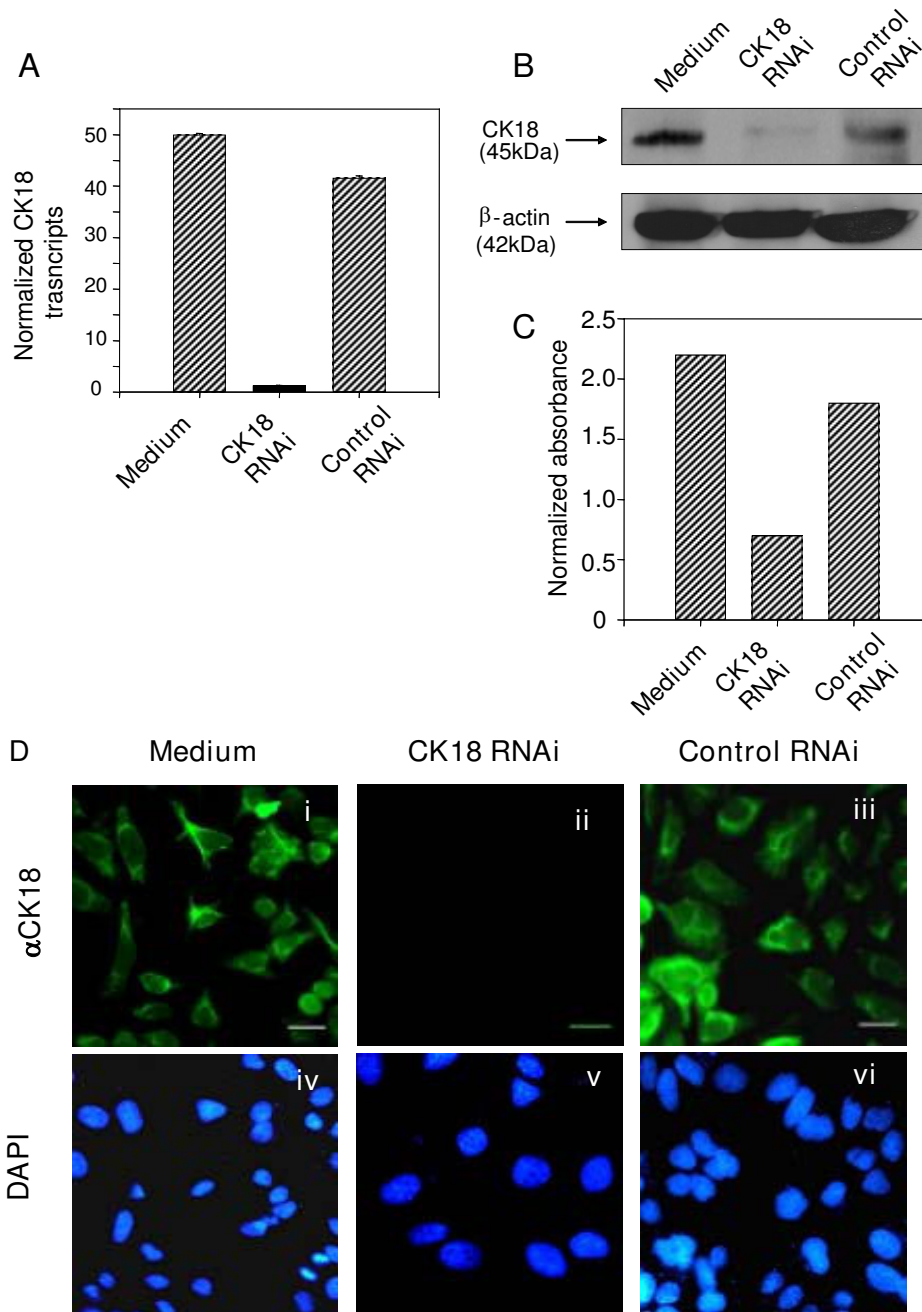 A
Normalized CK18
trasncripts
50
40
30
20
10
0
Medium
CK18
RNAi
Control
RNAi
B
Medium
CK18
RNAi
Control
RNAi
CK18
(45kDa)
β-actin
(42kDa)
C
Normalized absorbance
2.5
2.0
1.5
1.0
0.5
0
Medium
CK18
RNAi
Control
RNAi
D
Medium
CK18 RNAi
Control RNAi
αCK18
i
ii
iii
DAPI
iv
v
vi